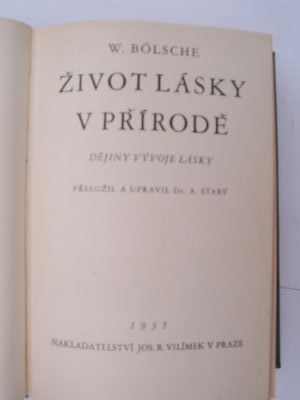 W. BÖLSCHE
ŽIVOT LÁSKY
V PŘÍRODĚ
DĚJINY VÝVOJE LÁSKY
PŘELOŽIL A UPRAVIL Dr. A. STARÝ
1933
NAKLADATELSTVÍ JOS. R. VILÍMEK V PRAZE